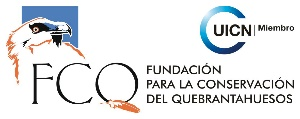 UICN | Miembro
FCQ
FUNDACIÓN
PARA LA CONSERVACIÓN
DEL QUEBRANTAHUESOS